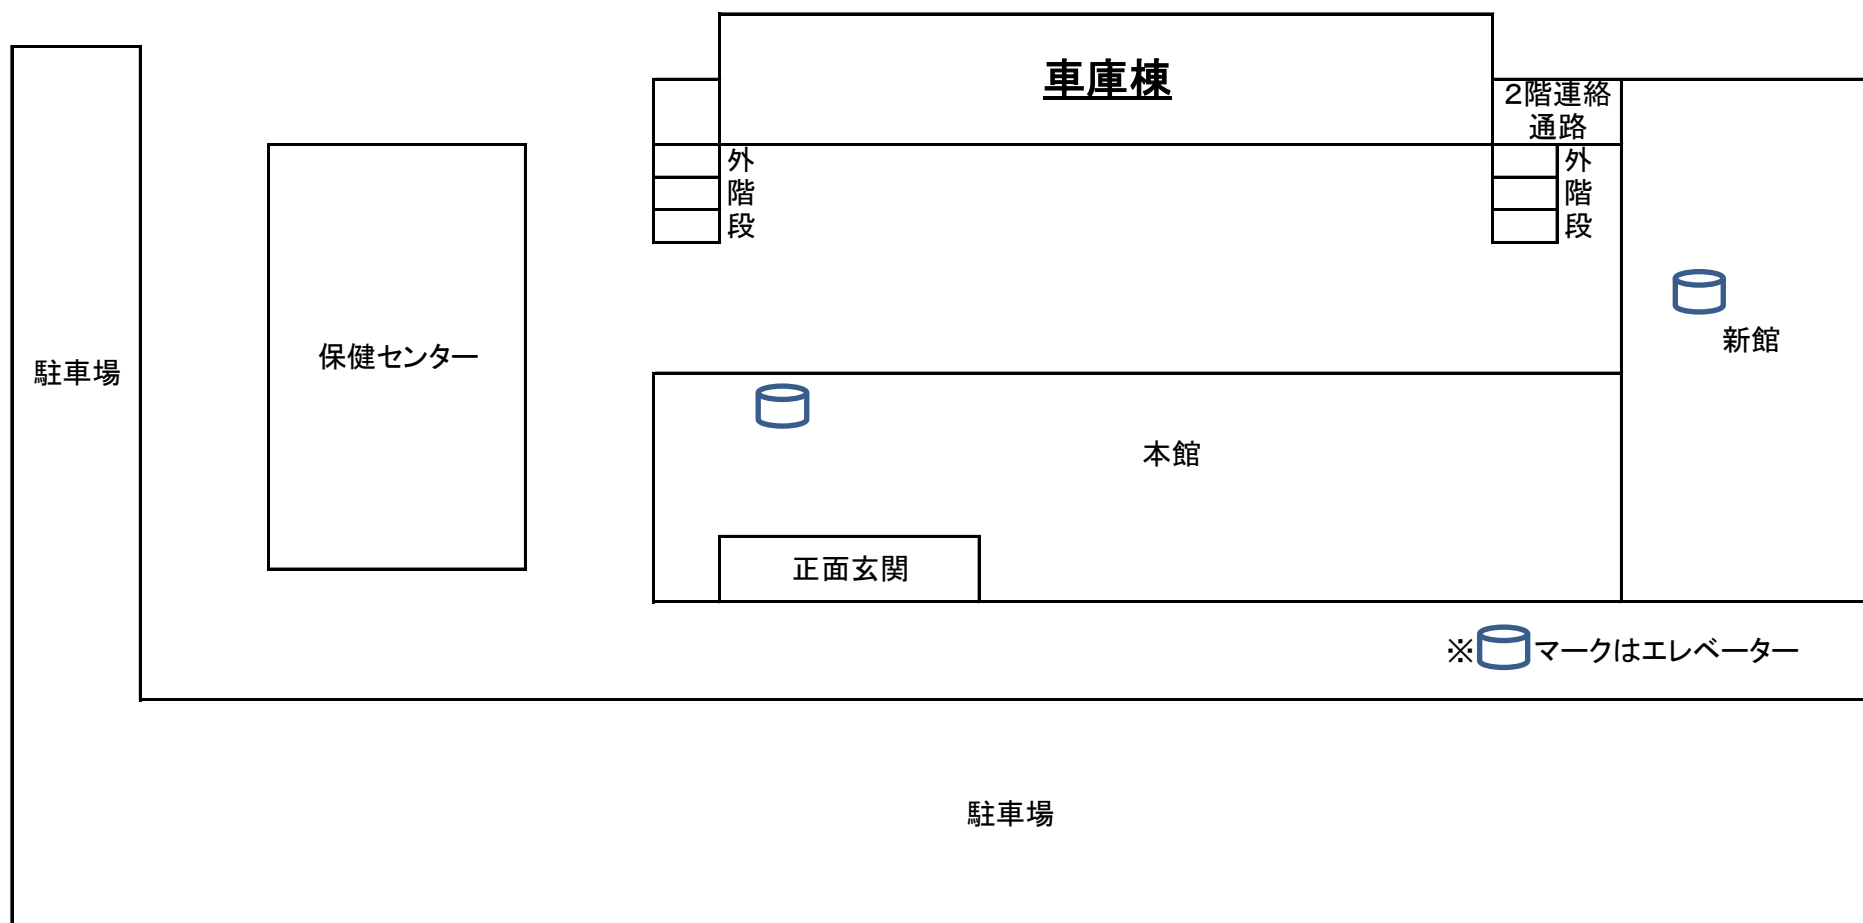 車庫棟
2階連絡
通路
外
階
段
外
階
段
保健センター
駐車場
新館
本館
正面玄関
※マークはエレベーター
駐車場